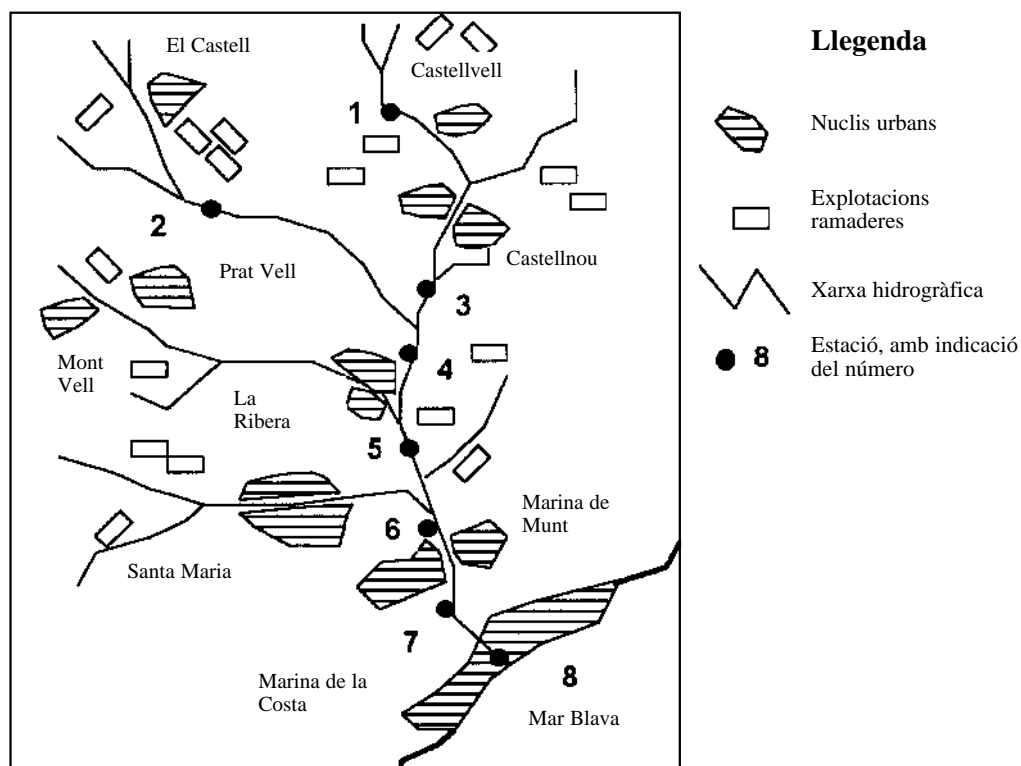 El Castell
Castellvell
1
2
Prat Vell
Castellnou
3
4
Mont
Vell
La
Ribera
5
6
Marina de
Munt
Santa Maria
7
Marina de la
Costa
8
Mar Blava
Llegenda
Nuclis urbans
Explotacions
ramaderes
Xarxa hidrogràfica
8
Estació, amb indicació
del número